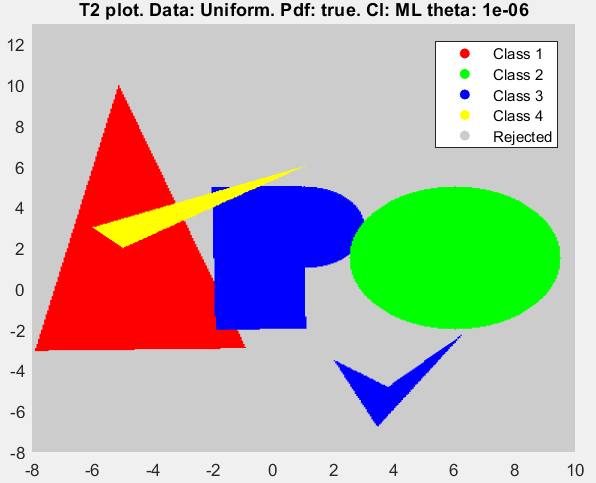 T2 plot. Data: Uniform. Pdf: true. Cl: ML theta: 1e-06
12
10
8
6
4
2
0
-2
-4
-6
-8
-8 -6 -4 -2 0 2 4 6 8 10
Class 1
Class 2
Class 3
Class 4
Rejected